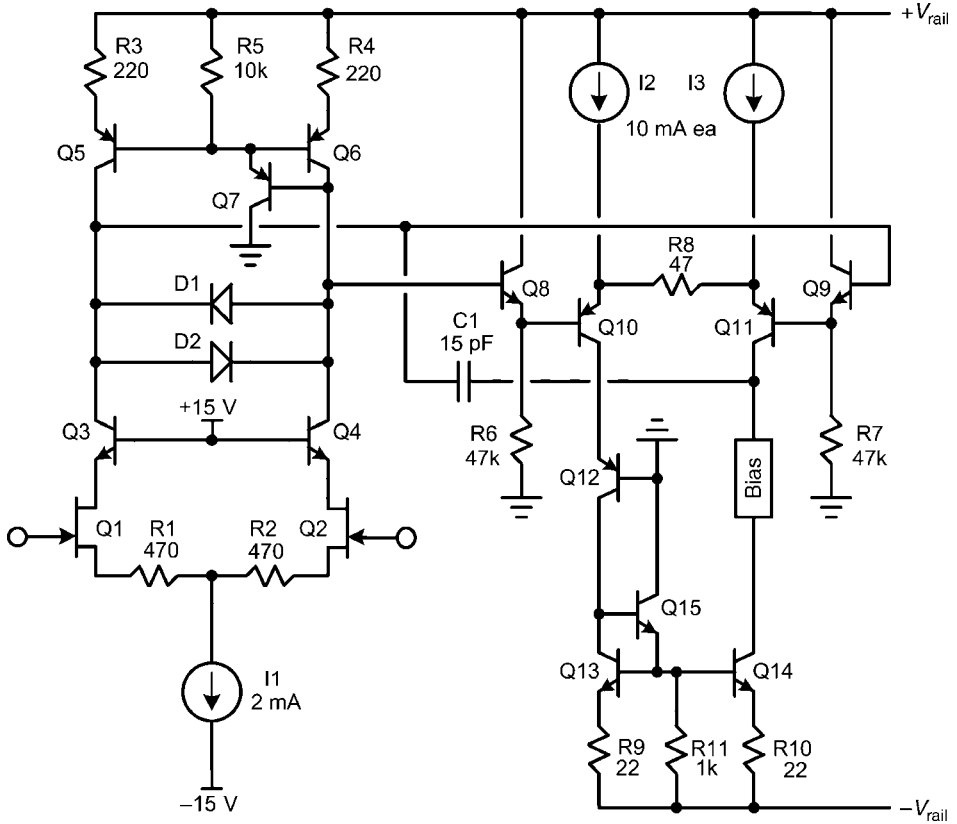 +Vrail
R3
220
R5
10k
R4
220
I2
I3
10 mA ea
Q5
Q6
Q7
R8
47
Q8
Q9
Q10
Q11
D1
D2
C1
15 pF
+15 V
Q3
Q4
R6
47k
R7
47k
Q12
Bias
Q1
R1
470
R2
470
Q2
Q15
Q13
Q14
I1
2 mA
R9
22
R11
1k
R10
22
–15 V
–Vrail